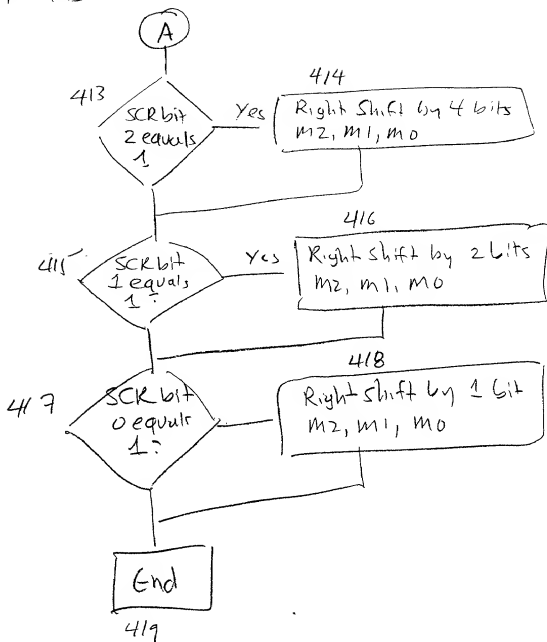 A
413
SCR bit
2 equals
1
Yes
414
Right Shift by 4 bits
m2, m1, m0
415
SCR bit
1 equals
1?
Yes
416
Right Shift by 2 bits
m2, m1, m0
417
SCR bit
0 equals
1?
418
Right Shift by 1 bit
m2, m1, m0
End
419